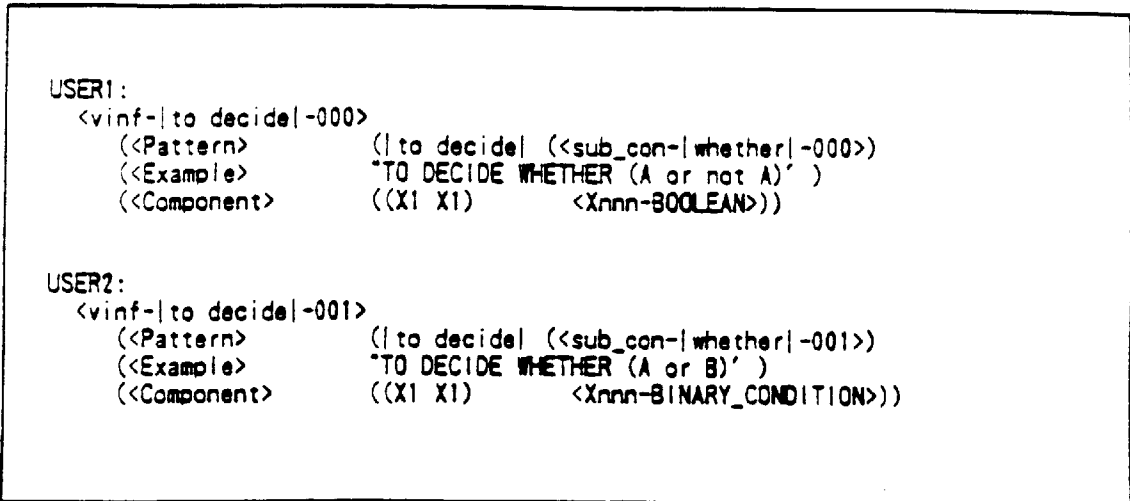 USER1:
<vinf-|to decide|-000>
(<Pattern> (|to decide| (<sub_con-|whether|-000>)
(<Example> "TO DECIDE WHETHER (A or not A)' )
(<Component> ((X1 X1) <Xnnn-BOOLEAN>))
USER2:
<vinf-|to decide|-001>
(<Pattern> (|to decide| (<sub_con-|whether|-001>)
(<Example> "TO DECIDE WHETHER (A or B)' )
(<Component> ((X1 X1) <Xnnn-BINARY_CONDITION>))